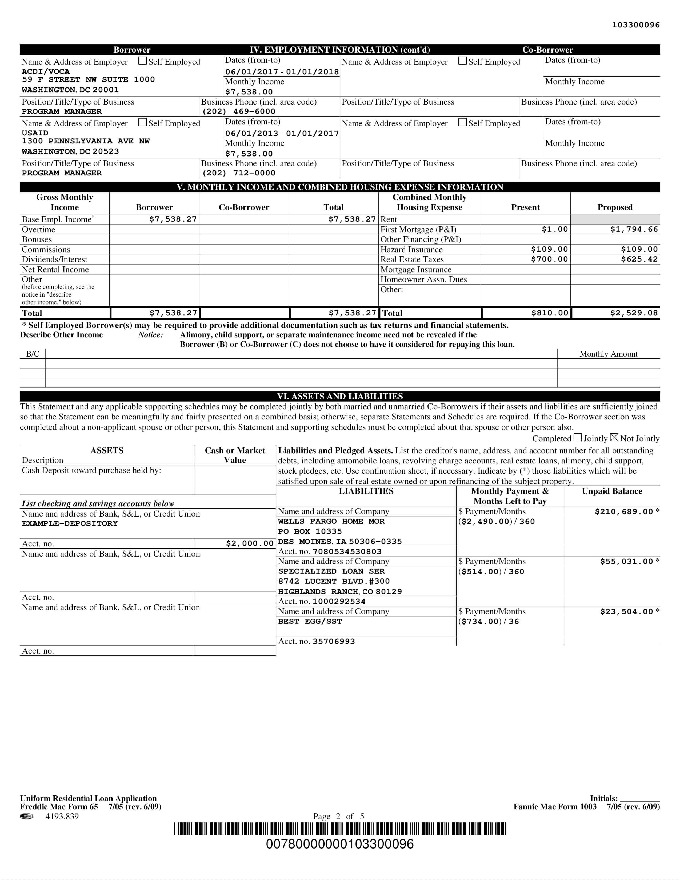 103300096
Borrower IV. EMPLOYMENT INFORMATION (cont'd) Co-Borrower
Name & Address of Employer Self Employed Dates (from-to) Name & Address of Employer Self Employed Dates (from-to)
ACDI/VOCA 06/01/2017-01/01/2018
59 F STREET NW SUITE 1000 Monthly Income Monthly Income
WASHINGTON, DC 20001 $7,538.00
Position/Title/Type of Business Business Phone (incl. area code) Position/Title/Type of Business Business Phone (incl. area code)
PROGRAM MANAGER (202) 469-6000
Name & Address of Employer Self Employed Dates (from-to) Name & Address of Employer Self Employed Dates (from-to)
USAID 06/01/2013 01/01/2017
1300 PENNSLYVANIA AVE NW Monthly Income Monthly Income
WASHINGTON, DC 20523 $7,538.00
Position/Title/Type of Business Business Phone (incl. area code) Position/Title/Type of Business Business Phone (incl. area code)
PROGRAM MANAGER (202) 712-0000
V. MONTHLY INCOME AND COMBINED HOUSING EXPENSE INFORMATION
Gross Monthly Income Borrower Co-Borrower Total Combined Monthly Housing Expense Present Proposed
Base Empl. Income* $7,538.27 $7,538.27 Rent
Overtime First Mortgage (P&I) $1.00 $1,794.66
Bonuses Other Financing (P&I)
Commissions Hazard Insurance $109.00 $109.00
Dividends/Interest Real Estate Taxes $700.00 $625.42
Net Rental Income Mortgage Insurance
Other Homeowner Assn. Dues
(before completing, see the Other:
notice in "describe
other income," below)
Total $7,538.27 $7,538.27 Total $810.00 $2,529.08
* Self Employed Borrower(s) may be required to provide additional documentation such as tax returns and financial statements.
Describe Other Income Notice: Alimony, child support, or separate maintenance income need not be revealed if the
Borrower (B) or Co-Borrower (C) does not choose to have it considered for repaying this loan.
B/C Monthly Amount
VI. ASSETS AND LIABILITIES
This Statement and any applicable supporting schedules may be completed jointly by both married and unmarried Co-Borrowers if their assets and liabilities are sufficiently joined
so that the Statement can be meaningfully and fairly presented on a combined basis; otherwise, separate Statements and Schedules are required. If the Co-Borrower section was
completed about a non-applicant spouse or other person, this Statement and supporting schedules must be completed about that spouse or other person also.
Completed Jointly Not Jointly
ASSETS Cash or Market Value
Description
Cash Deposit toward purchase held by:
Liabilities and Pledged Assets. List the creditor's name, address, and account number for all outstanding
debts, including automobile loans, revolving charge accounts, real estate loans, alimony, child support,
stock pledges, etc. Use continuation sheet, if necessary. Indicate by (*) those liabilities which will be
satisfied upon sale of real estate owned or upon refinancing of the subject property.
LIABILITIES Monthly Payment & Months Left to Pay Unpaid Balance
List checking and savings accounts below
Name and address of Bank, S&L, or Credit Union
EXAMPLE-DEPOSITORY
Acct. no. $2,000.00
Name and address of Company $ Payment/Months $210,689.00*
WELLS FARGO HOME MOR ($2,490.00)/360
PO BOX 10335
DES MOINES, IA 50306-0335
Acct. no. 7080534530803
Name and address of Bank, S&L, or Credit Union
Acct. no.
Name and address of Company $ Payment/Months $55,031.00*
SPECIALIZED LOAN SER ($514.00)/360
8742 LUCENT BLVD.#300
HIGHLANDS RANCH, CO 80129
Acct. no. 1000292534
Name and address of Bank, S&L, or Credit Union
Acct. no.
Name and address of Company $ Payment/Months $23,504.00*
BEST EGG/SST ($734.00)/36
Acct. no. 35706993
Uniform Residential Loan Application Initials:
Freddie Mac Form 65 7/05 (rev. 6/09) Fannie Mae Form 1003 7/05 (rev. 6/09)
4193.839 Page 2 of 5
00780000000103300096